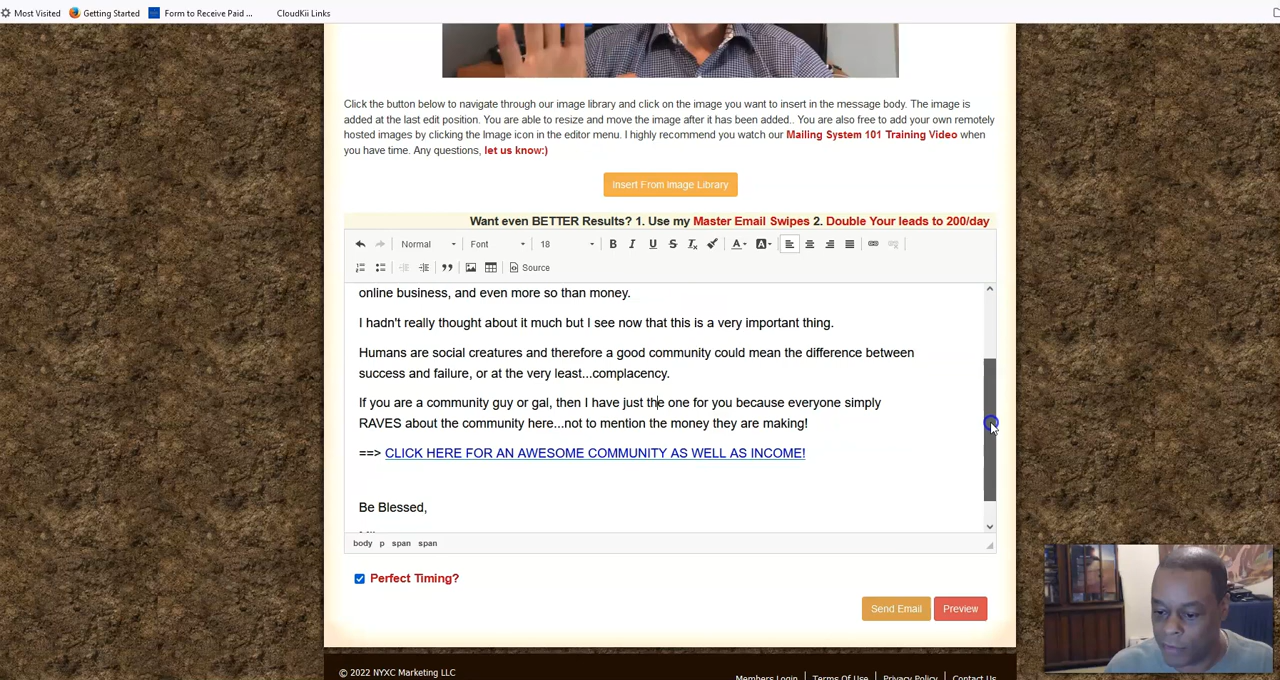 Most Visited Getting Started Form to Receive Paid ... CloudKii Links
Click the button below to navigate through our image library and click on the image you want to insert in the message body. The image is
added at the last edit position. You are able to resize and move the image after it has been added.. You are also free to add your own remotely
hosted images by clicking the Image icon in the editor menu. I highly recommend you watch our Mailing System 101 Training Video when
you have time. Any questions, let us know:)
Insert From Image Library
Want even BETTER Results? 1. Use my Master Email Swipes 2. Double Your leads to 200/day
Normal Font 18 B I U S Tx A A
Source
online business, and even more so than money.
I hadn't really thought about it much but I see now that this is a very important thing.
Humans are social creatures and therefore a good community could mean the difference between
success and failure, or at the very least...complacency.
If you are a community guy or gal, then I have just the one for you because everyone simply
RAVES about the community here...not to mention the money they are making!
==> CLICK HERE FOR AN AWESOME COMMUNITY AS WELL AS INCOME!
Be Blessed,
body p span span
Perfect Timing?
Send Email Preview
© 2022 NYXC Marketing LLC
Members Login | Terms Of Use | Privacy Policy | Contact Us